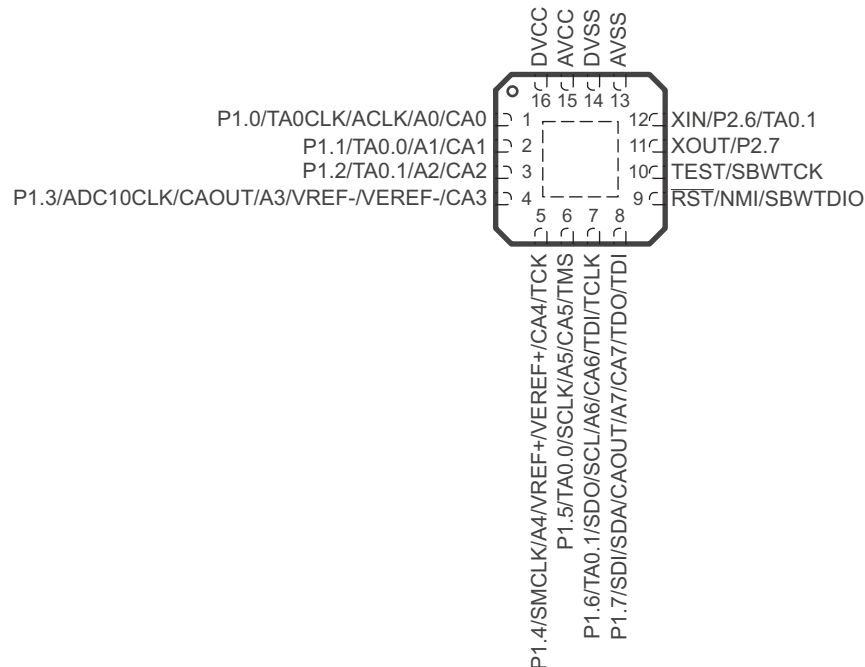 DVCC
AVCC
DVSS
AVSS
16 15 14 13
P1.0/TA0CLK/ACLK/A0/CA0 1
P1.1/TA0.0/A1/CA1 2
P1.2/TA0.1/A2/CA2 3
P1.3/ADC10CLK/CAOUT/A3/VREF-/VEREF-/CA3 4
12 XIN/P2.6/TA0.1
11 XOUT/P2.7
10 TEST/SBWTCK
9 RST/NMI/SBWTDIO
5 6 7 8
P1.4/SMCLK/A4/VREF+/VEREF+/CA4/TCK
P1.5/TA0.0/SCLK/A5/CA5/TMS
P1.6/TA0.1/SDO/SCL/A6/CA6/TDI/TCLK
P1.7/SDI/SDA/CAOUT/A7/CA7/TDO/TDI